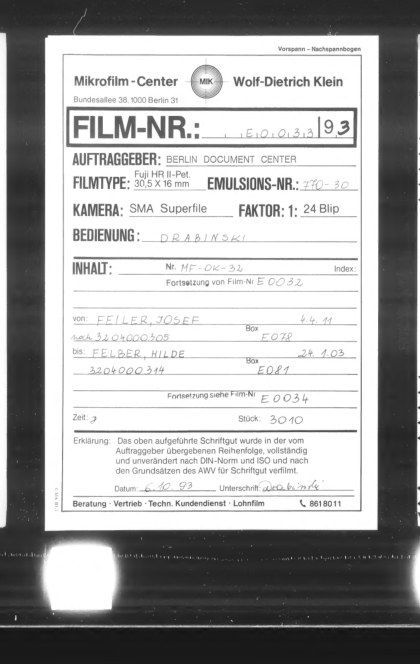 Vorspann – Nachspannbogen
Mikrofilm-Center MIK Wolf-Dietrich Klein
Bundesallee 38, 1000 Berlin 31
FILM-NR.: E0033 | 93
AUFTRAGGEBER: BERLIN DOCUMENT CENTER
FILMTYPE: Fuji HR II-Pet. 30,5 X 16 mm EMULSIONS-NR.: 770-30
KAMERA: SMA Superfile FAKTOR: 1: 24 Blip
BEDIENUNG: DRABINSKI
INHALT: Nr. MF-OK-32 Index:
Fortsetzung von Film-Nr E0032
von: FEILER, JOSEF 4.4.11
Box
3204000305 E078
bis: FELBER, HILDE 24.1.03
Box
3204000314 E081
Fortsetzung siehe Film-Nr E0034
Zeit: Stück: 3010
Erklärung: Das oben aufgeführte Schriftgut wurde in der vom
Auftraggeber übergebenen Reihenfolge, vollständig
und unverändert nach DIN-Norm und ISO und nach
den Grundsätzen des AWV für Schriftgut verfilmt.
Datum: 6.10.93 Unterschrift: Drabinski
Beratung · Vertrieb · Techn. Kundendienst · Lohnfilm 8618011